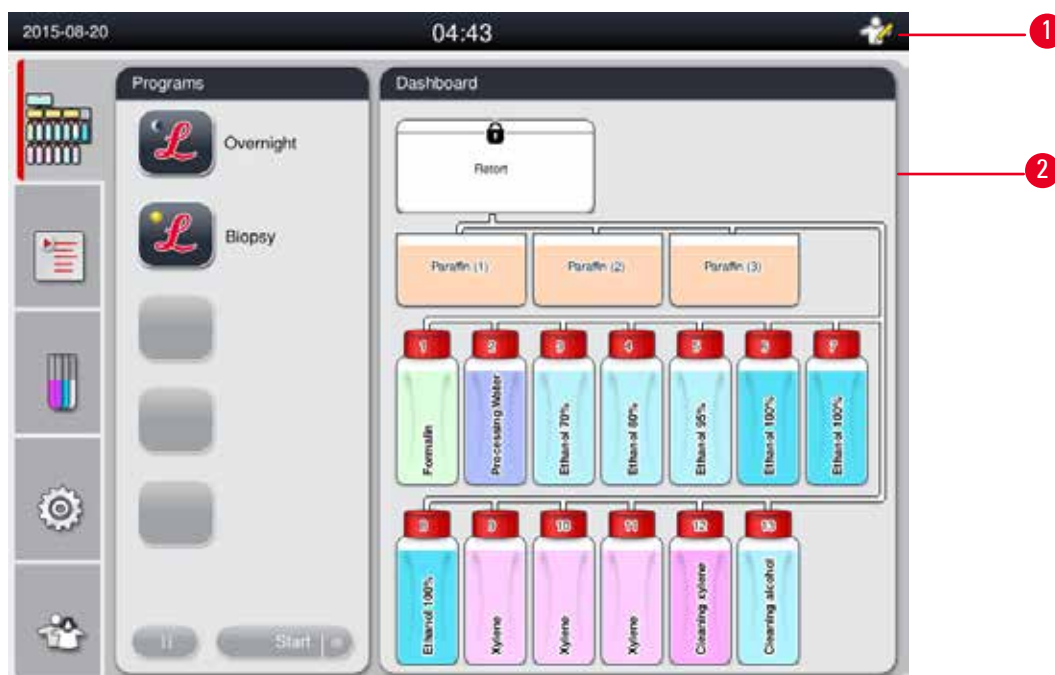 2015-08-20
04:43
1
Programs
Dashboard
L
Overnight
L
Biopsy
Retort
2
Paraffin (1)
Paraffin (2)
Paraffin (3)
1
2
3
4
5
6
7
Formalin
Processing Water
Ethanol 70%
Ethanol 80%
Ethanol 95%
Ethanol 100%
Ethanol 100%
8
9
10
11
12
13
Ethanol 100%
Xylene
Xylene
Xylene
Cleaning xylene
Cleaning alcohol
Start